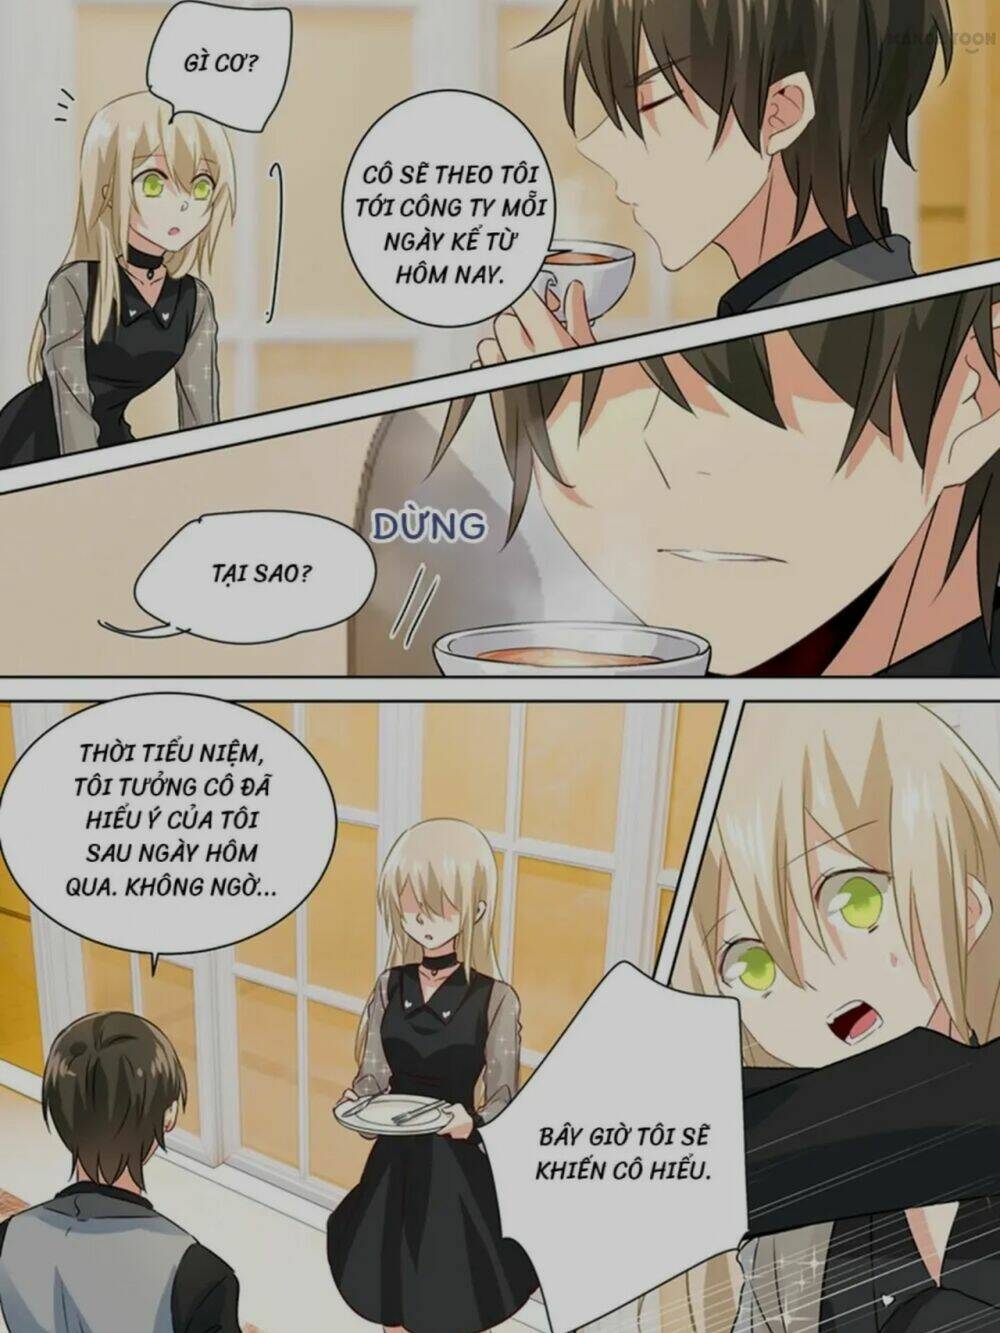 GÌ CƠ?
CÔ SẼ THEO TÔI
TỚI CÔNG TY MỖI
NGÀY KỂ TỪ
HÔM NAY.
DỪNG
TẠI SAO?
THỜI TIỂU NIỆM,
TÔI TƯỞNG CÔ ĐÃ
HIỂU Ý CỦA TÔI
SAU NGÀY HÔM
QUA. KHÔNG NGỜ...
BÂY GIỜ TÔI SẼ
KHIẾN CÔ HIỂU.